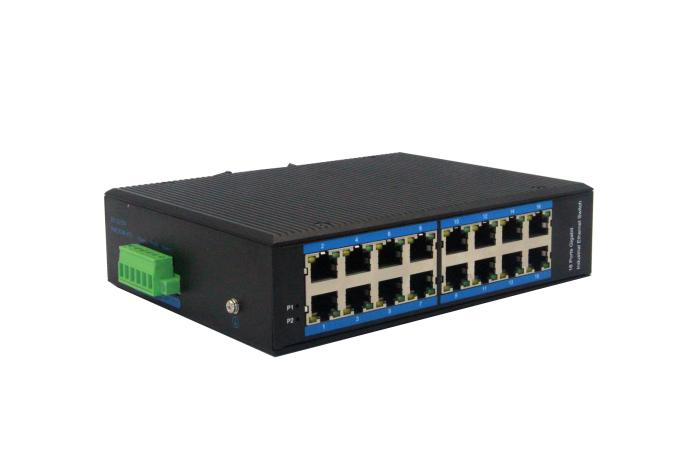 2 4 6 8 10 12 14 16
P1
P2
1 3 5 7 9 11 13 15
16 Ports Gigabit
Industrial Ethernet Switch